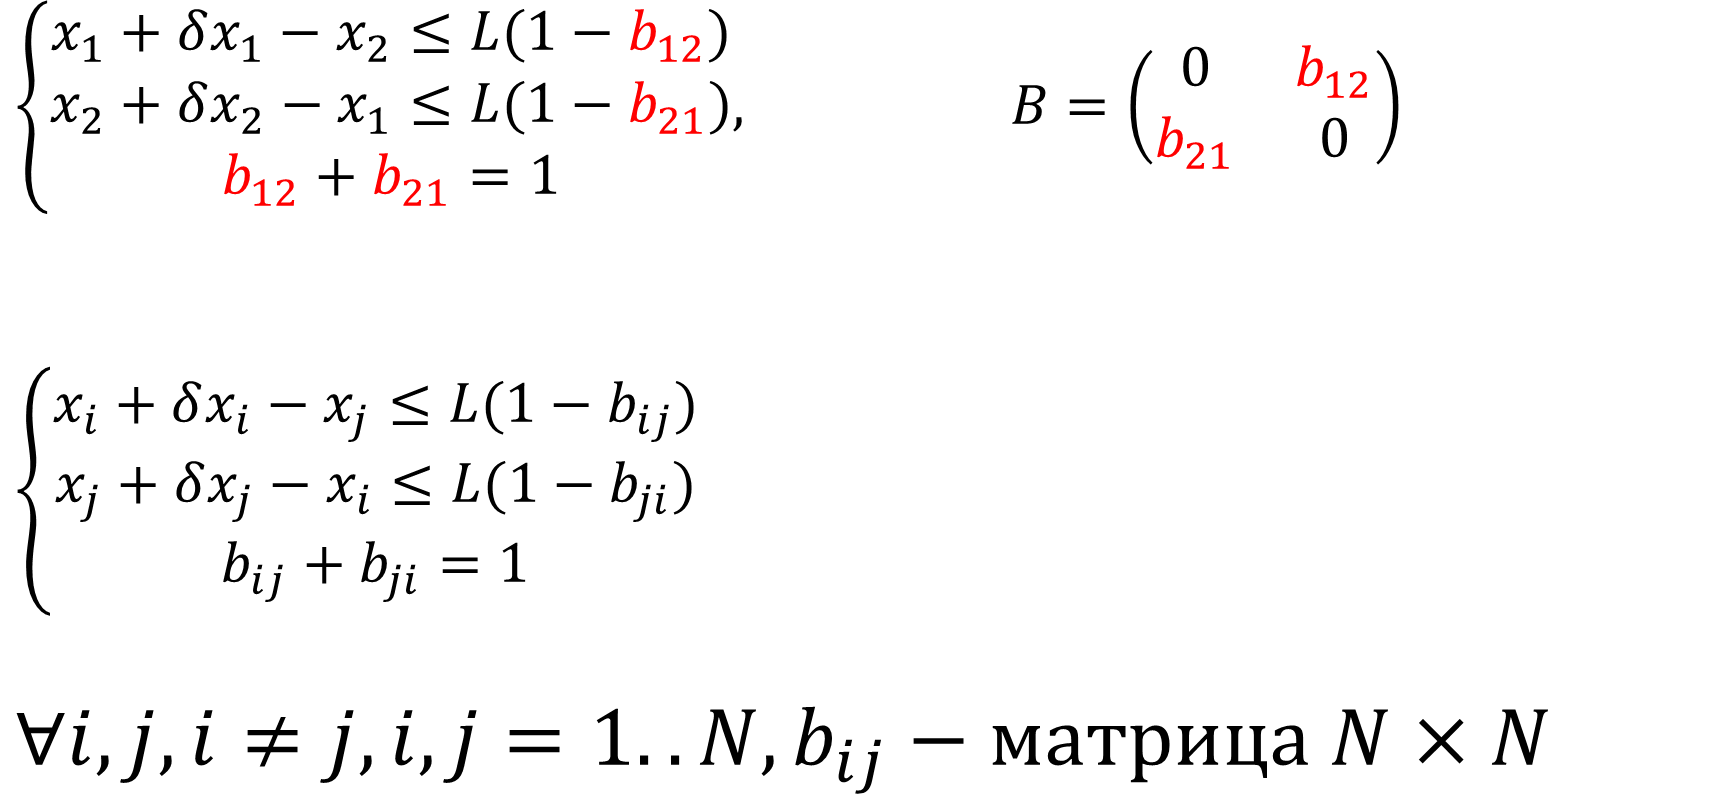 x₁ + δx₁ − x₂ ≤ L(1 − b₁₂)
x₂ + δx₂ − x₁ ≤ L(1 − b₂₁),
b₁₂ + b₂₁ = 1
B = (0 b₁₂
b₂₁ 0)
xᵢ + δxᵢ − xⱼ ≤ L(1 − bᵢⱼ)
xⱼ + δxⱼ − xᵢ ≤ L(1 − bⱼᵢ)
bᵢⱼ + bⱼᵢ = 1
∀i, j, i ≠ j, i, j = 1..N, bᵢⱼ − матрица N × N